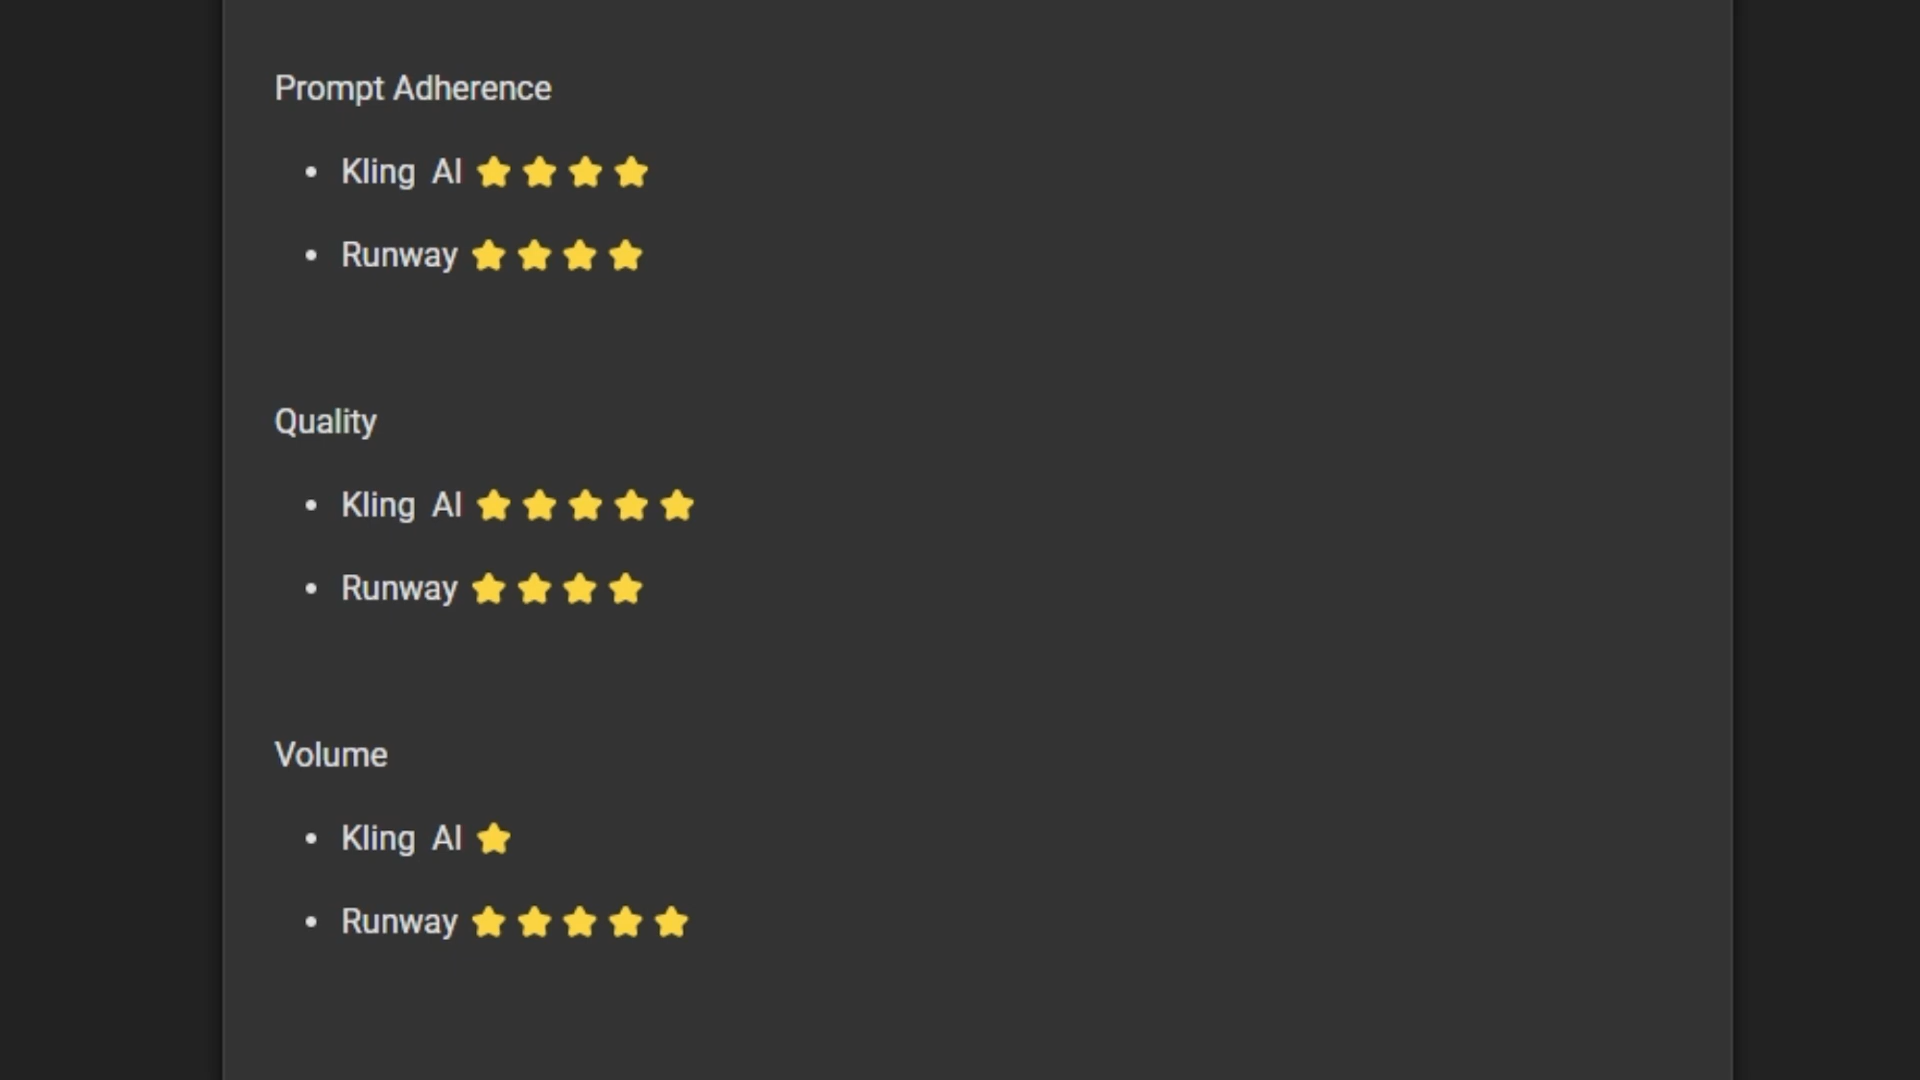 Prompt Adherence
• Kling AI ⭐⭐⭐⭐
• Runway ⭐⭐⭐⭐
Quality
• Kling AI ⭐⭐⭐⭐⭐
• Runway ⭐⭐⭐⭐
Volume
• Kling AI ⭐
• Runway ⭐⭐⭐⭐⭐